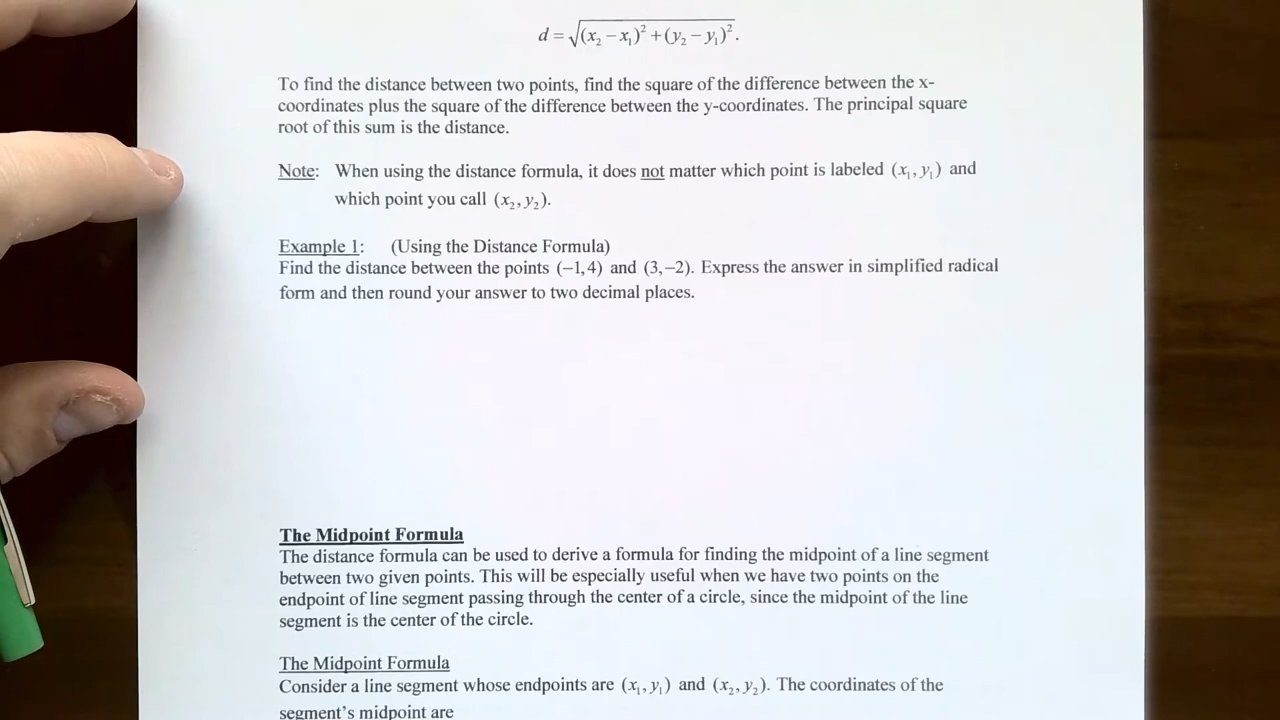 d = √(x₂ − x₁)² + (y₂ − y₁)².
To find the distance between two points, find the square of the difference between the x-
coordinates plus the square of the difference between the y-coordinates. The principal square
root of this sum is the distance.
Note: When using the distance formula, it does not matter which point is labeled (x₁, y₁) and
which point you call (x₂, y₂).
Example 1: (Using the Distance Formula)
Find the distance between the points (−1, 4) and (3, −2). Express the answer in simplified radical
form and then round your answer to two decimal places.
The Midpoint Formula
The distance formula can be used to derive a formula for finding the midpoint of a line segment
between two given points. This will be especially useful when we have two points on the
endpoint of line segment passing through the center of a circle, since the midpoint of the line
segment is the center of the circle.
The Midpoint Formula
Consider a line segment whose endpoints are (x₁, y₁) and (x₂, y₂). The coordinates of the
segment's midpoint are